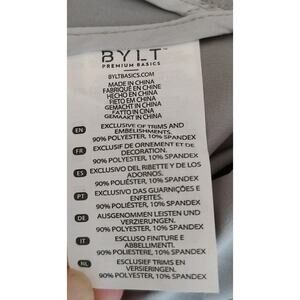 BYLT
PREMIUM BASICS
BYLTBASICS.COM
MADE IN CHINA
FABRIQUÉ EN CHINE
HECHO EN CHINA
FEITO EM CHINA
GEMACHT IN CHINA
FATTO IN CINA
GEMAAKT IN CHINA
EN EXCLUSIVE OF TRIMS AND
EMBELISHMENTS.
90% POLYESTER, 10% SPANDEX
FR EXCLUSIF DE ORNEMENT ET DE
DECORATION.
90% POLYESTER, 10% SPANDEX
ES EXCLUSIVO DEL RIBETTE Y DE LOS
ADORNOS.
90% POLIÉSTER, 10% SPANDEX
PT EXCLUSIVO DAS GUARNIÇÕES E
ENFEITES.
90% POLIÉSTER, 10% SPANDEX
DE AUSGENOMMEN LEISTEN UND
VERZIERUNGEN.
90% POLYESTER, 10% SPANDEX
IT ESCLUSO FINITURE E
ABBELLIMENTI.
90% POLIESTERE, 10% SPANDEX
NL ESCLUSIEF TRIMS EN
VERSIERINGEN.
90% POLYESTER, 10% SPANDEX